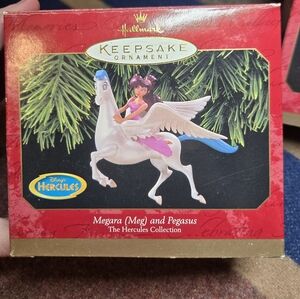 Hallmark
KEEPSAKE
ORNAMENT
Disney's
HERCULES
Megara (Meg) and Pegasus
The Hercules Collection